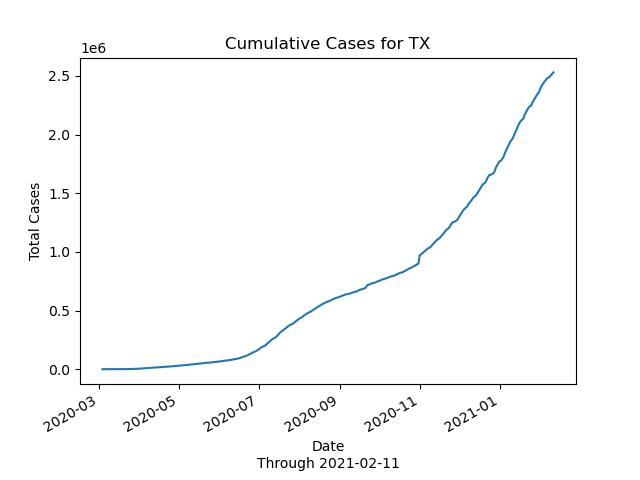 Cumulative Cases for TX
1e6
2.5
2.0
1.5
1.0
0.5
0.0
Total Cases
2020-03
2020-05
2020-07
2020-09
2020-11
2021-01
Date
Through 2021-02-11